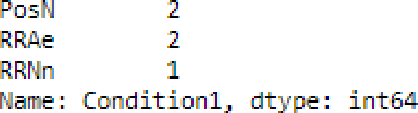 PosN       2
RRAe       2
RRNn       1
Name: Condition1, dtype: int64